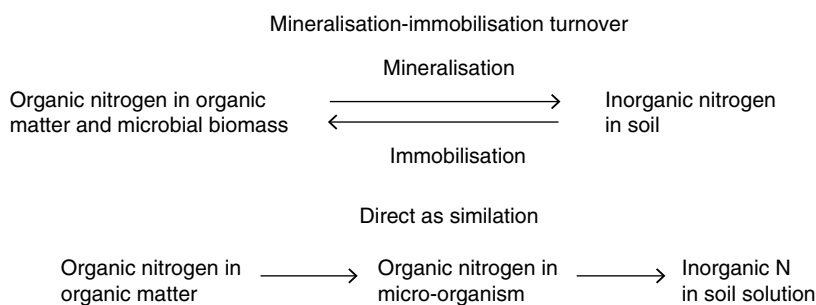 Mineralisation-immobilisation turnover
Mineralisation
Organic nitrogen in organic
matter and microbial biomass
Inorganic nitrogen
in soil
Immobilisation
Direct as similation
Organic nitrogen in
organic matter
Organic nitrogen in
micro-organism
Inorganic N
in soil solution